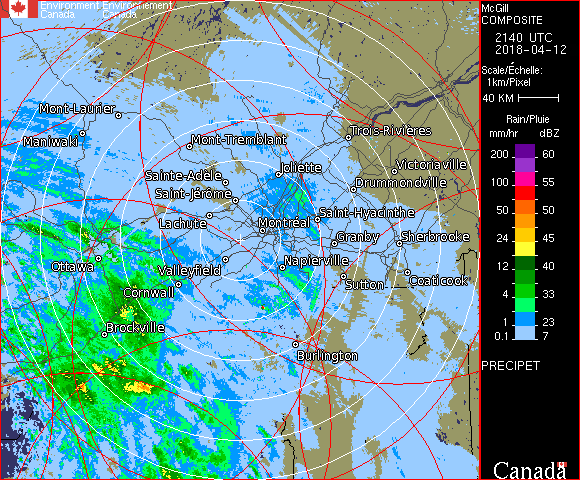 Environment Environnement
Canada Canada
McGill
COMPOSITE
2140 UTC
2018-04-12
Scale/Échelle:
1km/Pixel
40 KM
Rain/Pluie
mm/hr dBZ
200 60
150 57
100 55
50 50
24 45
12 40
4 33
1 23
0.1 7
PRECIPET
Canada
Mont-Laurier
Maniwaki
Mont-Tremblant
Trois-Rivières
Joliette
Victoriaville
Sainte-Adèle
Drummondville
Saint-Jérôme
Saint-Hyacinthe
Lachute
Montréal
Granby
Sherbrooke
Ottawa
Valleyfield
Napierville
Sutton
Coaticook
Cornwall
Brockville
Burlington